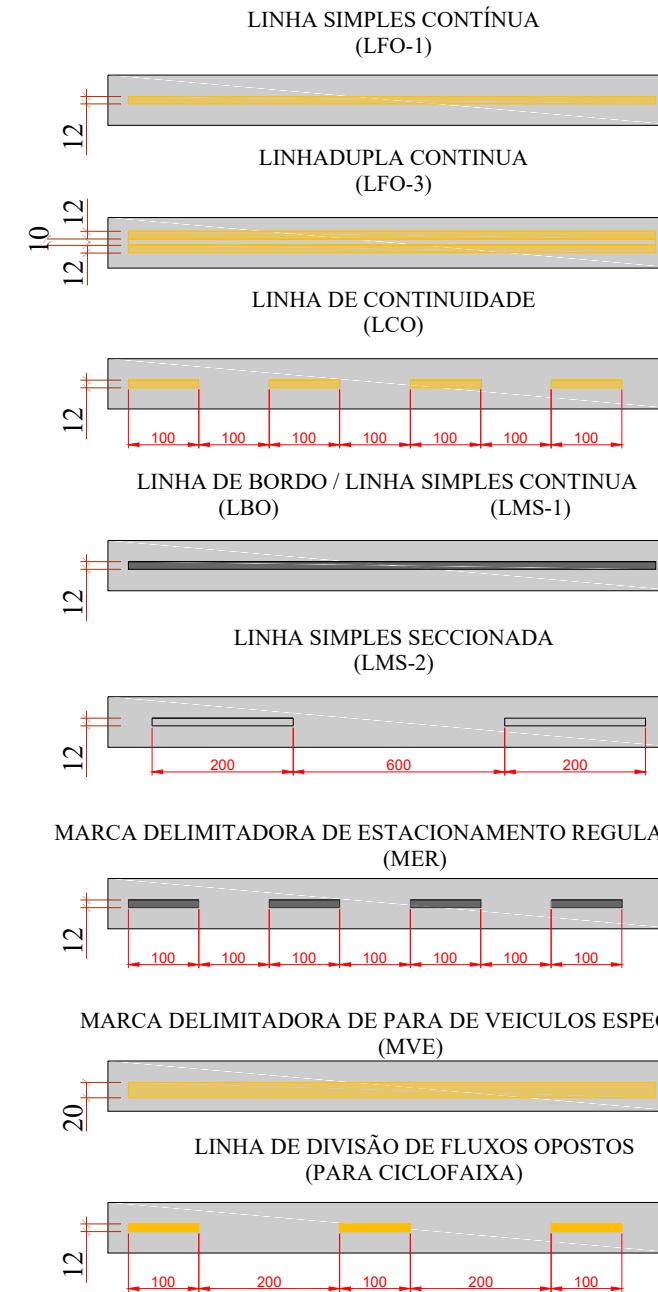 LINHA SIMPLES CONTÍNUA
(LFO-1)
12
LINHADUPLA CONTINUA
(LFO-3)
12
10
12
LINHA DE CONTINUIDADE
(LCO)
12
100 100 100 100 100 100 100
LINHA DE BORDO / LINHA SIMPLES CONTINUA
(LBO) (LMS-1)
12
LINHA SIMPLES SECCIONADA
(LMS-2)
12
200 600 200
MARCA DELIMITADORA DE ESTACIONAMENTO REGULA
(MER)
12
100 100 100 100 100 100 100
MARCA DELIMITADORA DE PARA DE VEICULOS ESPE
(MVE)
20
LINHA DE DIVISÃO DE FLUXOS OPOSTOS
(PARA CICLOFAIXA)
12
100 200 100 200 100